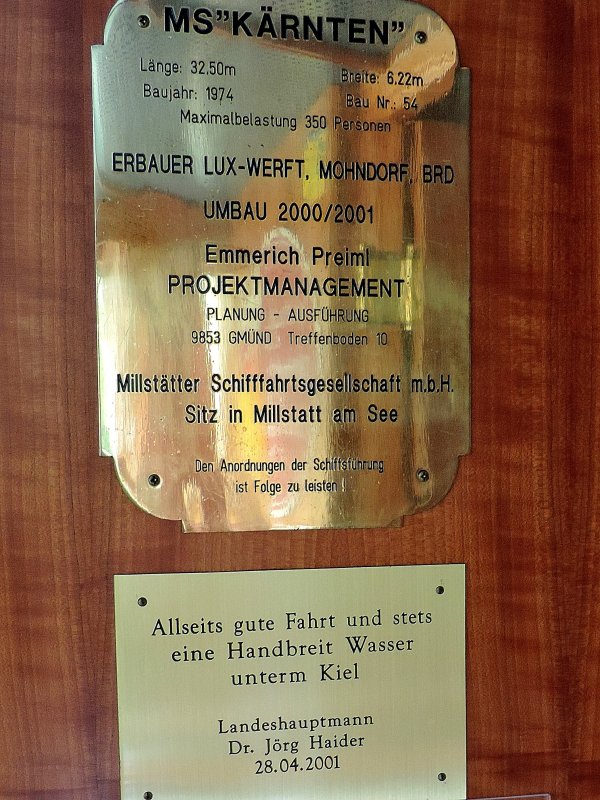 MS"KÄRNTEN"
Länge: 32,50m Breite: 6.22m
Baujahr: 1974 Bau Nr.: 54
Maximalbelastung 350 Personen
ERBAUER LUX-WERFT, MOHNDORF, BRD
UMBAU 2000/2001
Emmerich Preiml
PROJEKTMANAGEMENT
PLANUNG - AUSFÜHRUNG
9853 GMÜND Treffenboden 10
Millstätter Schifffahrtsgesellschaft m.b.H.
Sitz in Millstatt am See
Den Anordnungen der Schiffsführung
ist Folge zu leisten !
Allseits gute Fahrt und stets
eine Handbreit Wasser
unterm Kiel
Landeshauptmann
Dr. Jörg Haider
28.04.2001